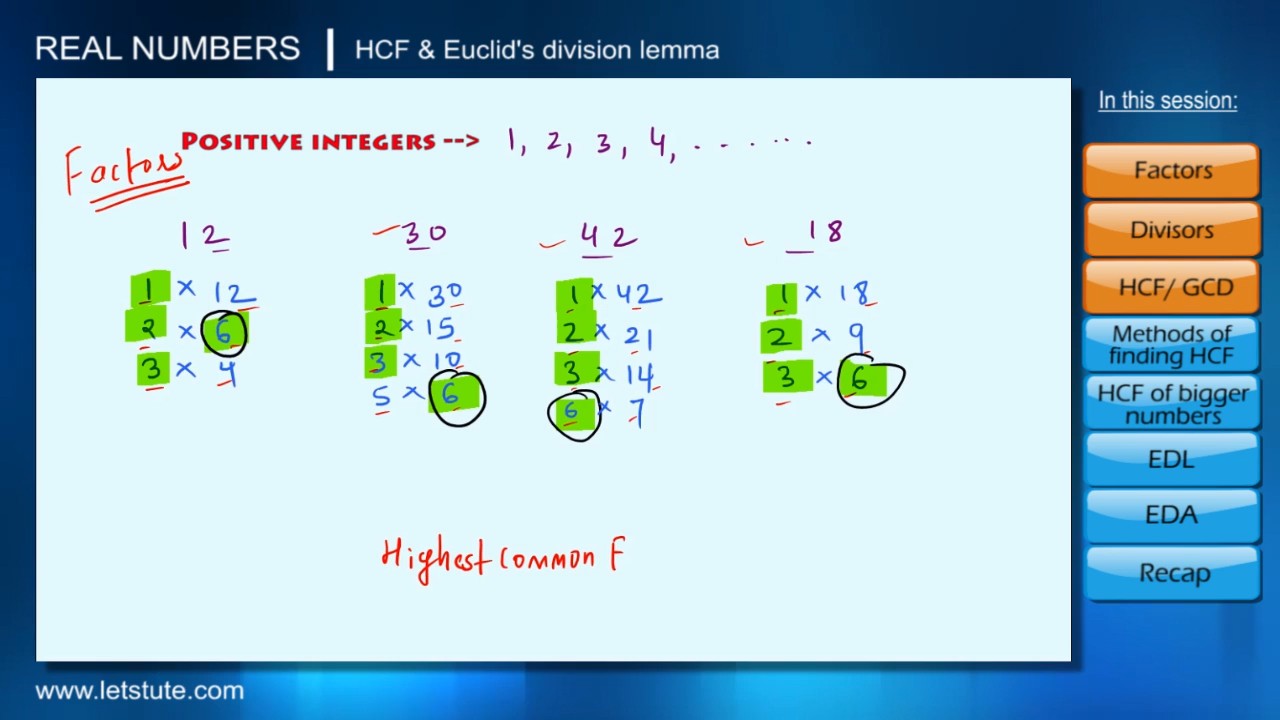 REAL NUMBERS | HCF & Euclid's division lemma
In this session:
POSITIVE INTEGERS --> 1, 2, 3, 4, . . . . . . .
Factors
12 30 42 18
1 × 12 1 × 30 1 × 42 1 × 18
2 × 6 2 × 15 2 × 21 2 × 9
3 × 4 3 × 10 3 × 14 3 × 6
5 × 6 6 × 7
Highest common F
Factors
Divisors
HCF/ GCD
Methods of
finding HCF
HCF of bigger
numbers
EDL
EDA
Recap
www.letstute.com